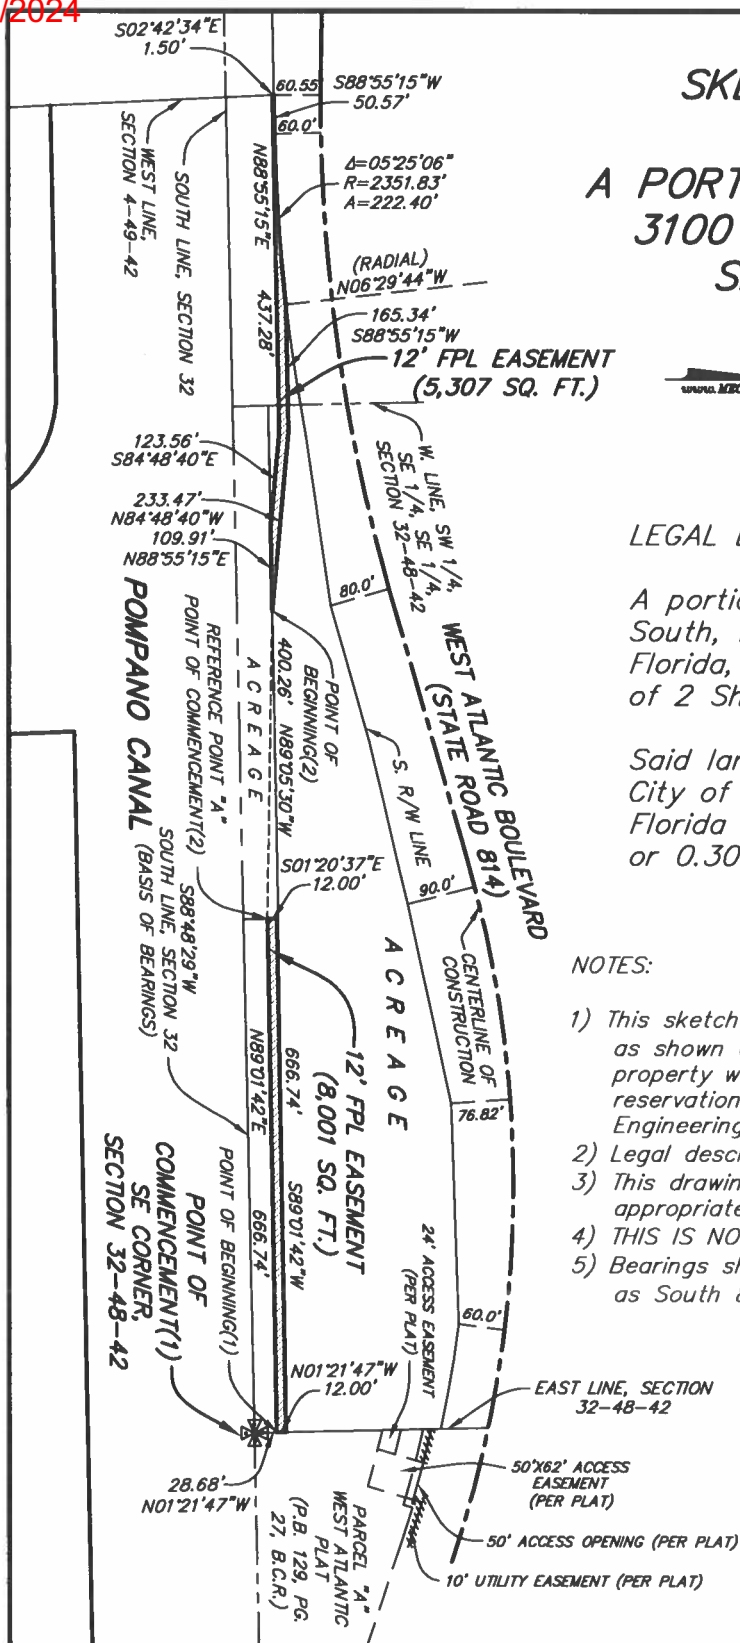 /2024
S02°42'34"E
1.50'
60.55'
S88°55'15"W
50.57'
60.0'
Δ=05°25'06"
R=2351.83'
A=222.40'
WEST LINE,
SECTION 4-49-42
SOUTH LINE, SECTION 32
N88°55'15"E
437.28'
(RADIAL)
N06°29'44"W
165.34'
S88°55'15"W
12' FPL EASEMENT
(5,307 SQ. FT.)
A PORT
3100
LEGAL
A portio
South,
Florida,
of 2 Sh
Said lan
City of
Florida
or 0.30
123.56'
S84°48'40"E
233.47'
N84°48'40"W
109.91'
N88°55'15"E
W. LINE, SW 1/4,
SE 1/4, SE 1/4,
SECTION 32-48-42
80.0'
WEST ATLANTIC BOULEVARD
(STATE ROAD 814)
POINT OF
BEGINNING(2)
400.26' N89°05'30"W
S. R/W LINE
90.0'
POMPANO CANAL
REFERENCE POINT "A"
POINT OF COMMENCEMENT(2)
ACREAGE
S01°20'37"E
12.00'
S88°48'29"W
SOUTH LINE, SECTION 32
(BASIS OF BEARINGS)
CENTERLINE OF
CONSTRUCTION
ACREAGE
NOTES:
1) This sketch
as shown
property w
reservation
Engineering
2) Legal desc
3) This drawin
appropriate
4) THIS IS NO
5) Bearings sh
as South
76.82'
12' FPL EASEMENT
(8,001 SQ. FT.)
666.74'
S89°01'42"W
N89°01'42"E
666.74'
POINT OF BEGINNING(1)
POINT OF
COMMENCEMENT(1)
SE CORNER,
SECTION 32-48-42
24' ACCESS EASEMENT
(PER PLAT)
60.0'
N01°21'47"W
12.00'
EAST LINE, SECTION
32-48-42
28.68'
N01°21'47"W
50'X62' ACCESS
EASEMENT
(PER PLAT)
50' ACCESS OPENING (PER PLAT)
10' UTILITY EASEMENT (PER PLAT)
PARCEL "A"
WEST ATLANTIC
PLAT
(P.B. 129, PG.
27, B.C.R.)